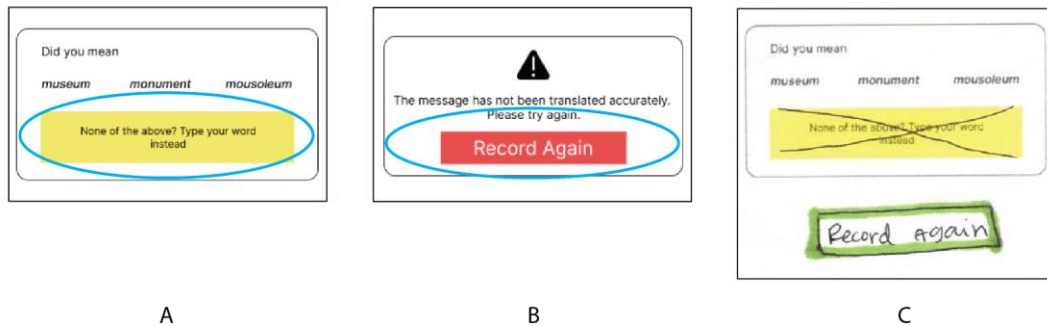 Did you mean
museum monument mousoleum
None of the above? Type your word
instead
The message has not been translated accurately.
Please try again.
Record Again
Did you mean
museum monument mousoleum
None of the above? Type your word
instead
Record Again
A B C